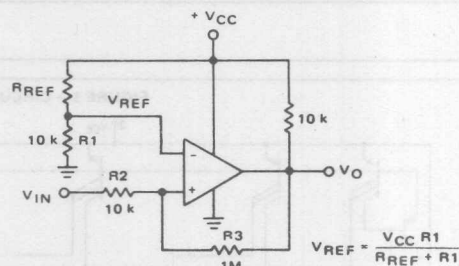 + VCC
RREF
VREF
10 k R1
10 k
VIN
R2
10 k
-
+
VO
R3
1M
VREF = VCC R1 / RREF + R1